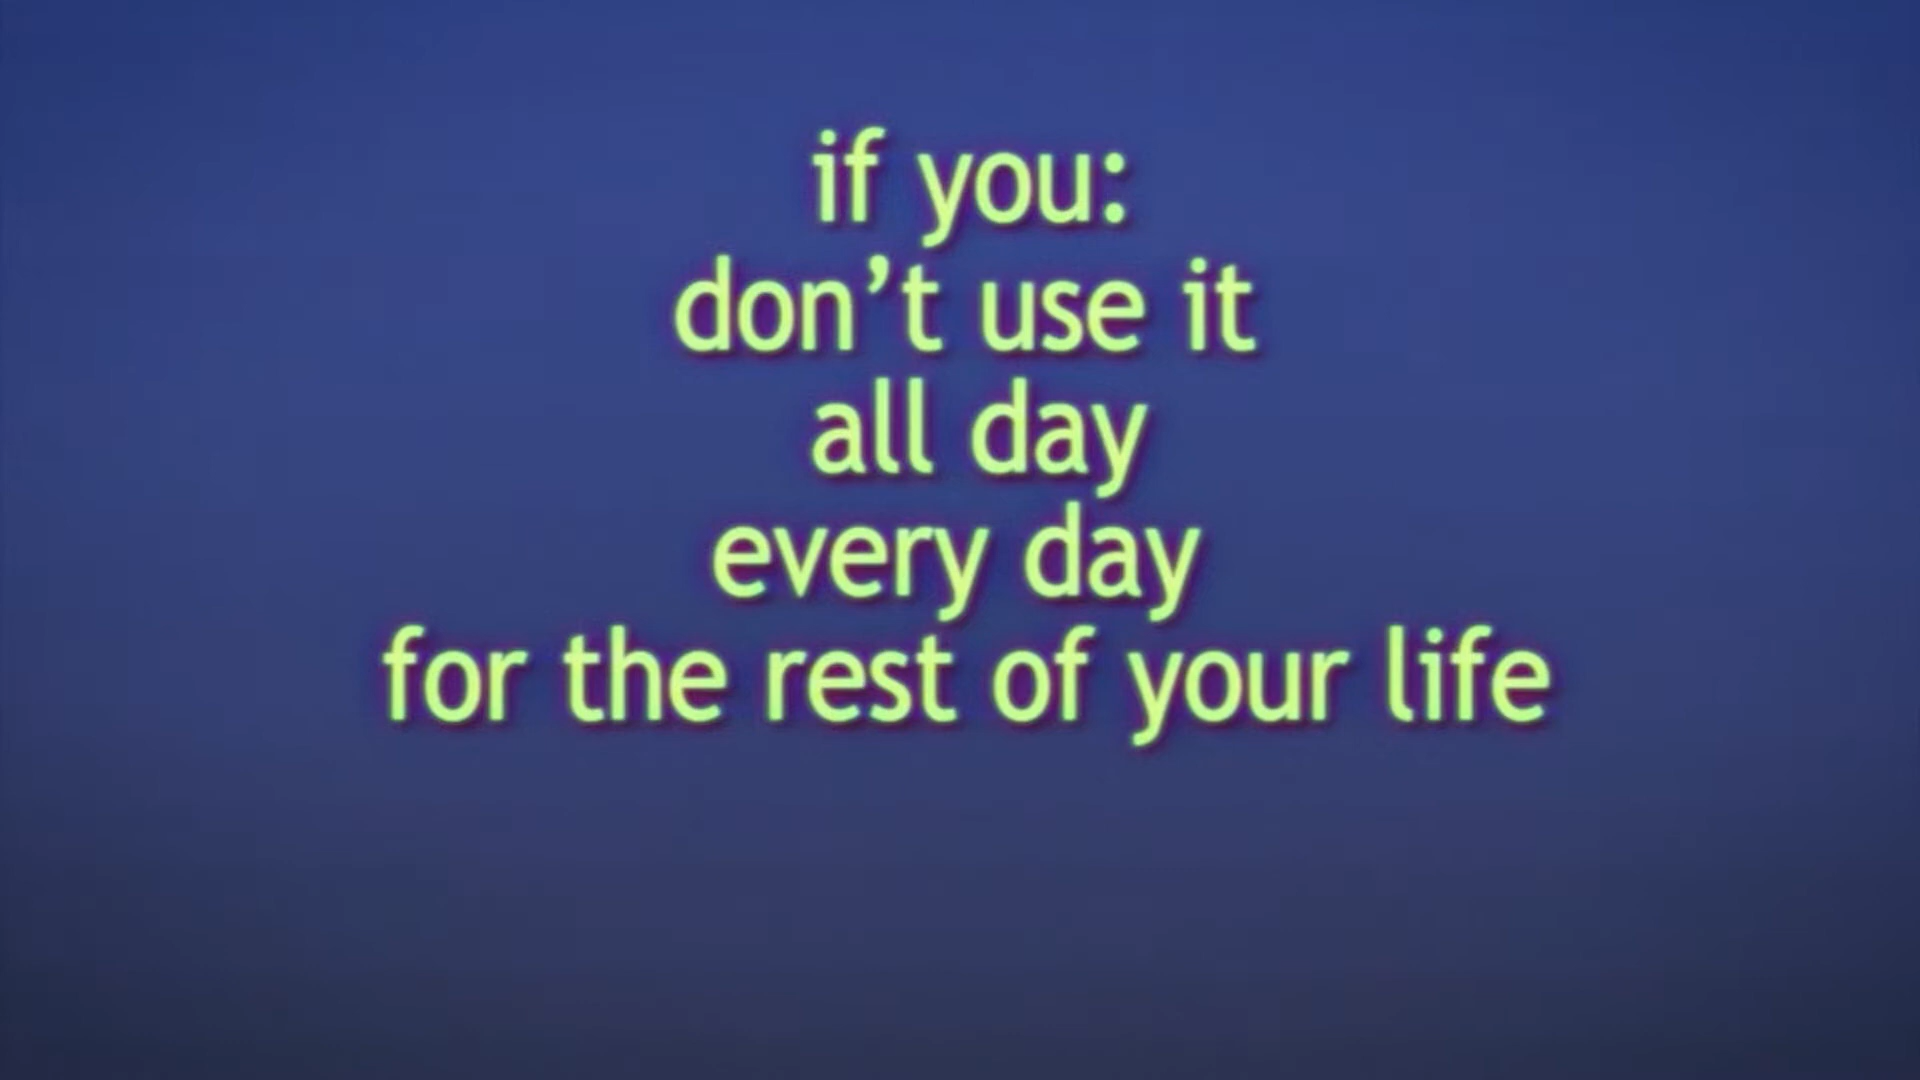 if you:
don’t use it
all day
every day
for the rest of your life